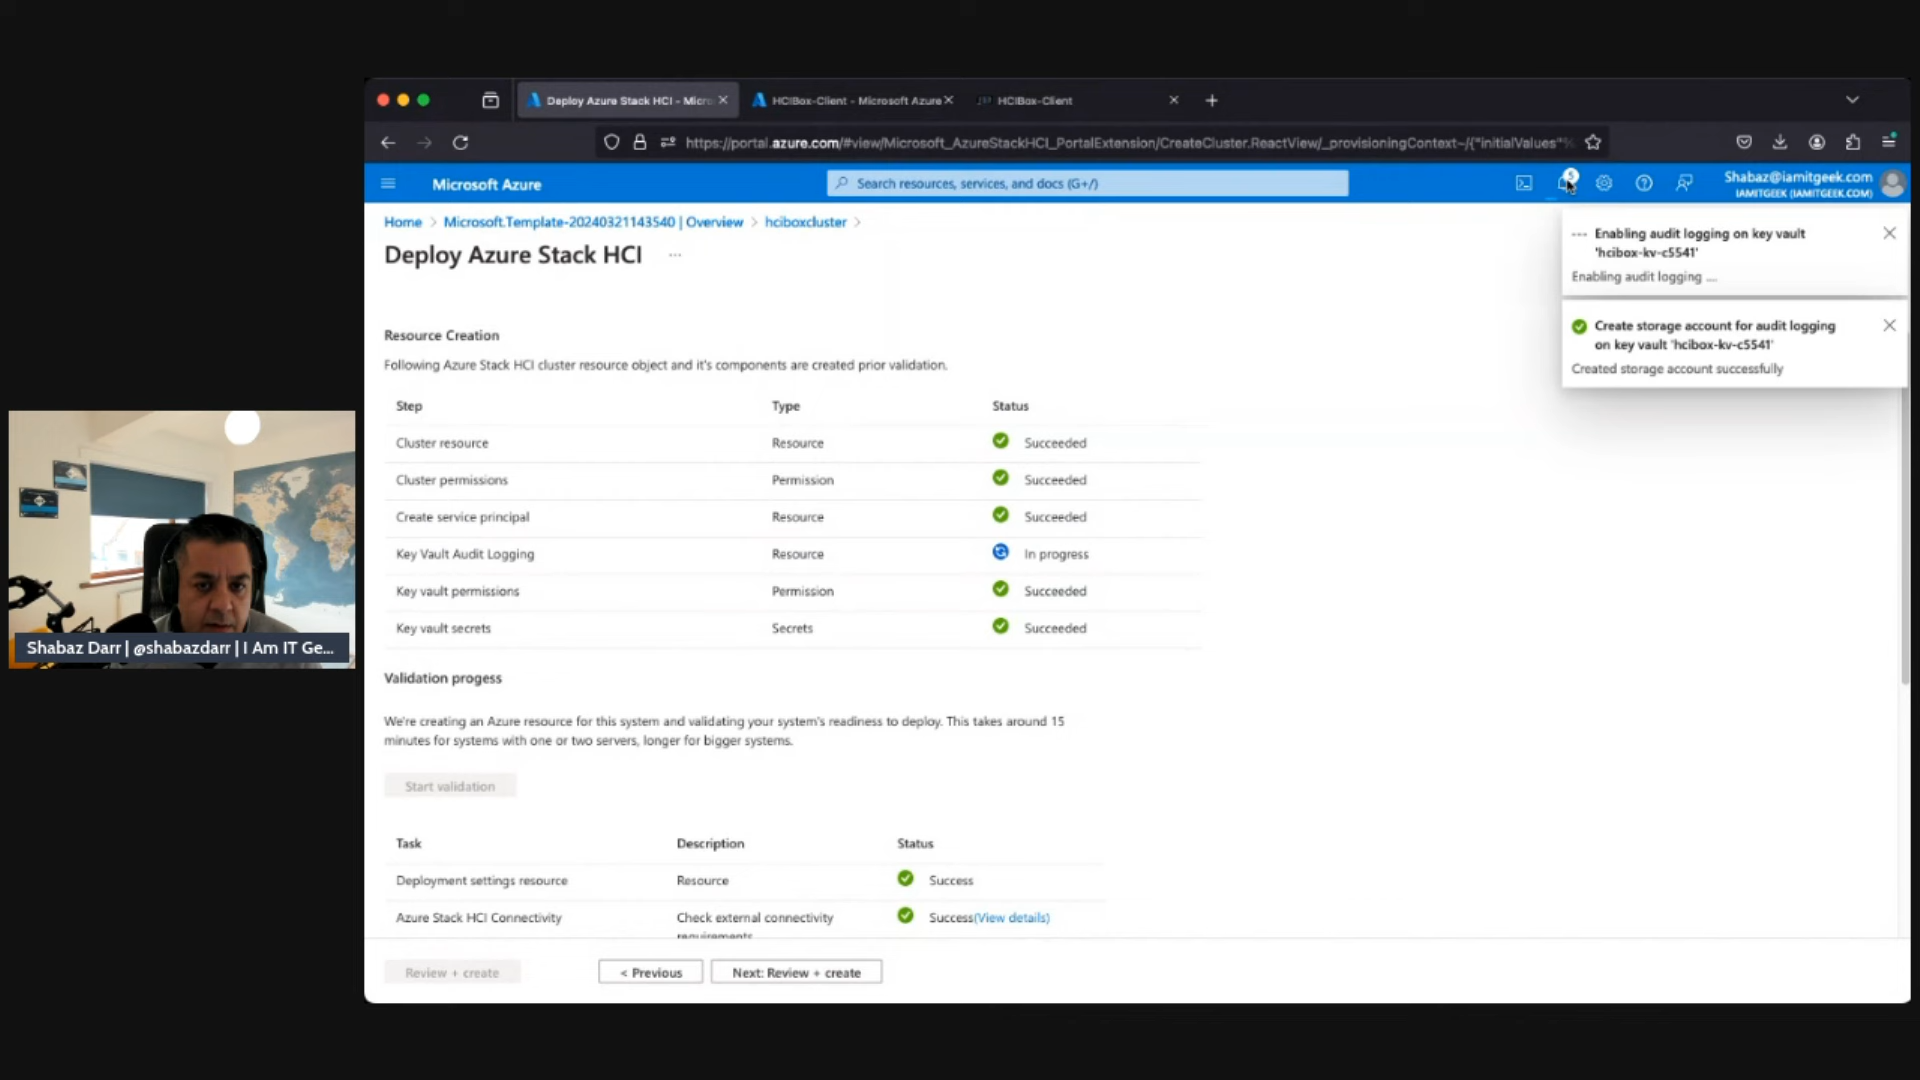 Deploy Azure Stack HCI - Micro
HCIBox-Client - Microsoft Azure
HCIBox-Client
https://portal.azure.com/#view/Microsoft_AzureStackHCI_PortalExtension/CreateCluster.ReactView/_provisioningContext~/{"initialValues"%
Microsoft Azure
Search resources, services, and docs (G+/)
5
Shabaz@iamitgeek.com
IAMITGEEK (IAMITGEEK.COM)
Home > Microsoft.Template-20240321143540 | Overview > hciboxcluster >
Deploy Azure Stack HCI ...
Enabling audit logging on key vault
'hcibox-kv-c5541'
Enabling audit logging ...
Create storage account for audit logging
on key vault 'hcibox-kv-c5541'
Created storage account successfully
Resource Creation
Following Azure Stack HCI cluster resource object and it's components are created prior validation.
Step Type Status
Cluster resource Resource Succeeded
Cluster permissions Permission Succeeded
Create service principal Resource Succeeded
Key Vault Audit Logging Resource In progress
Key vault permissions Permission Succeeded
Key vault secrets Secrets Succeeded
Validation progess
We're creating an Azure resource for this system and validating your system's readiness to deploy. This takes around 15
minutes for systems with one or two servers, longer for bigger systems.
Start validation
Task Description Status
Deployment settings resource Resource Success
Azure Stack HCI Connectivity Check external connectivity Success(View details)
requirements
Review + create
< Previous
Next: Review + create
Shabaz Darr | @shabazdarr | I Am IT Ge...